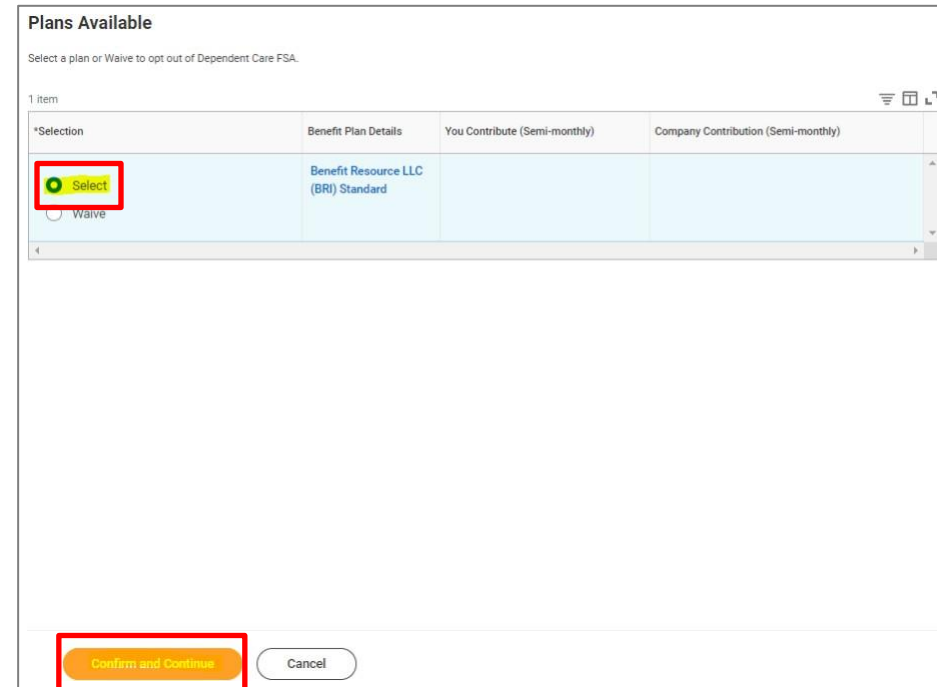 Plans Available
Select a plan or Waive to opt out of Dependent Care FSA.
1 item
*Selection Benefit Plan Details You Contribute (Semi-monthly) Company Contribution (Semi-monthly)
Select
Waive
Benefit Resource LLC
(BRI) Standard
Confirm and Continue Cancel